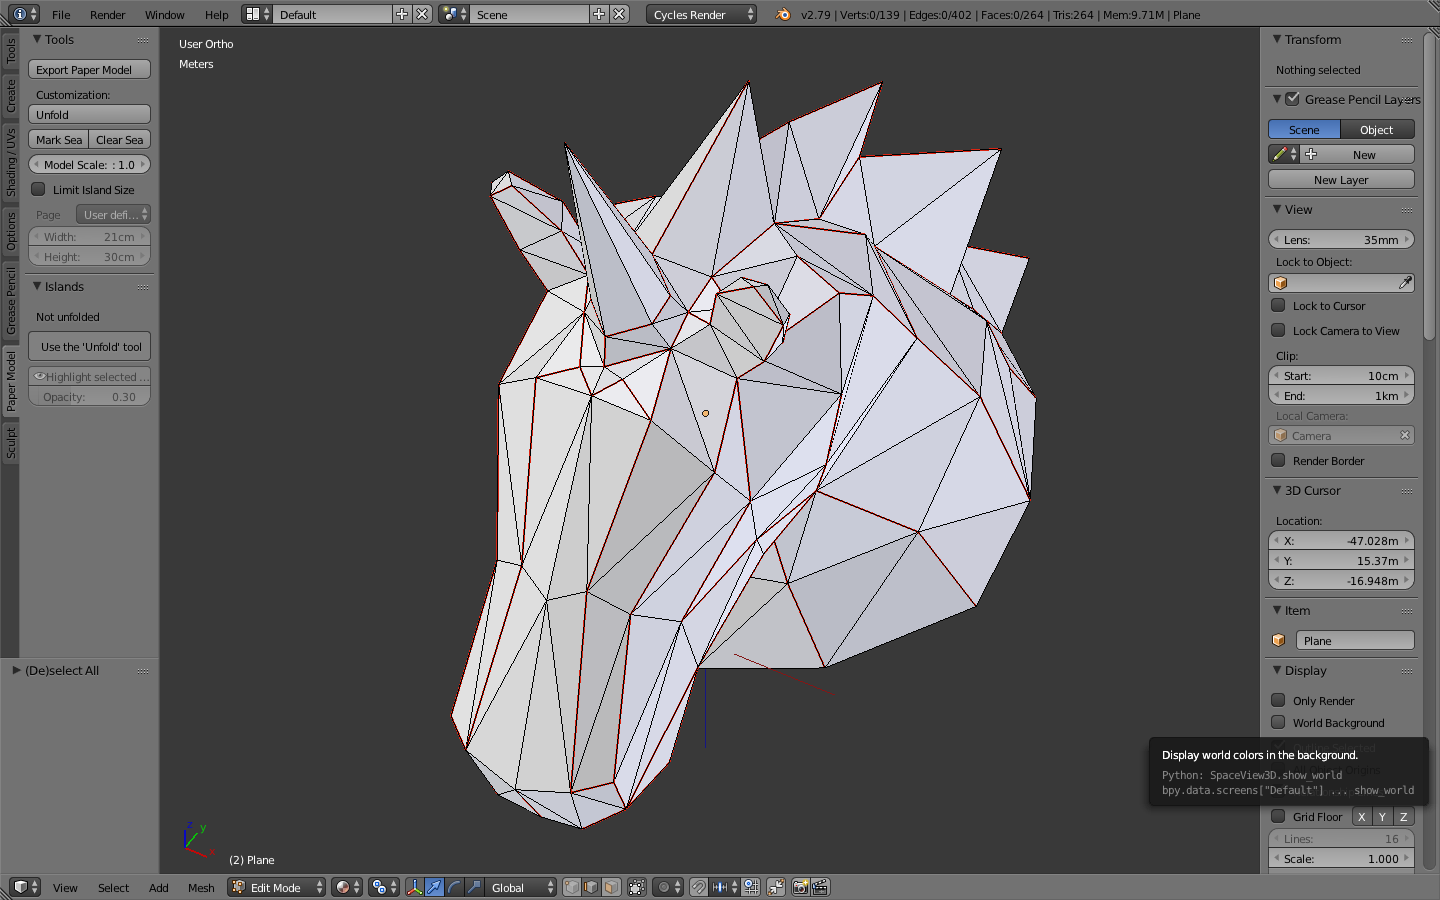 File Render Window Help Default Scene Cycles Render v2.79 | Verts:0/139 | Edges:0/402 | Faces:0/264 | Tris:264 | Mem:9.71M | Plane
Tools
Create
Shading / UVs
Options
Grease Pencil
Paper Model
Sculpt
Tools
Export Paper Model
Customization:
Unfold
Mark Sea Clear Sea
Model Scale: : 1.0
Limit Island Size
Page User defi...
Width: 21cm
Height: 30cm
Islands
Not unfolded
Use the 'Unfold' tool
Highlight selected ...
Opacity: 0.30
(De)select All
User Ortho
Meters
z
y
x
(2) Plane
Transform
Nothing selected
Grease Pencil Layers
Scene Object
New
New Layer
View
Lens: 35mm
Lock to Object:
Lock to Cursor
Lock Camera to View
Clip:
Start: 10cm
End: 1km
Local Camera:
Camera
Render Border
3D Cursor
Location:
X: -47.028m
Y: 15.37m
Z: -16.948m
Item
Plane
Display
Only Render
World Background
Display world colors in the background.
Python: SpaceView3D.show_world
bpy.data.screens["Default"] ... show_world
Grid Floor X Y Z
Lines: 16
Scale: 1.000
View Select Add Mesh Edit Mode Global